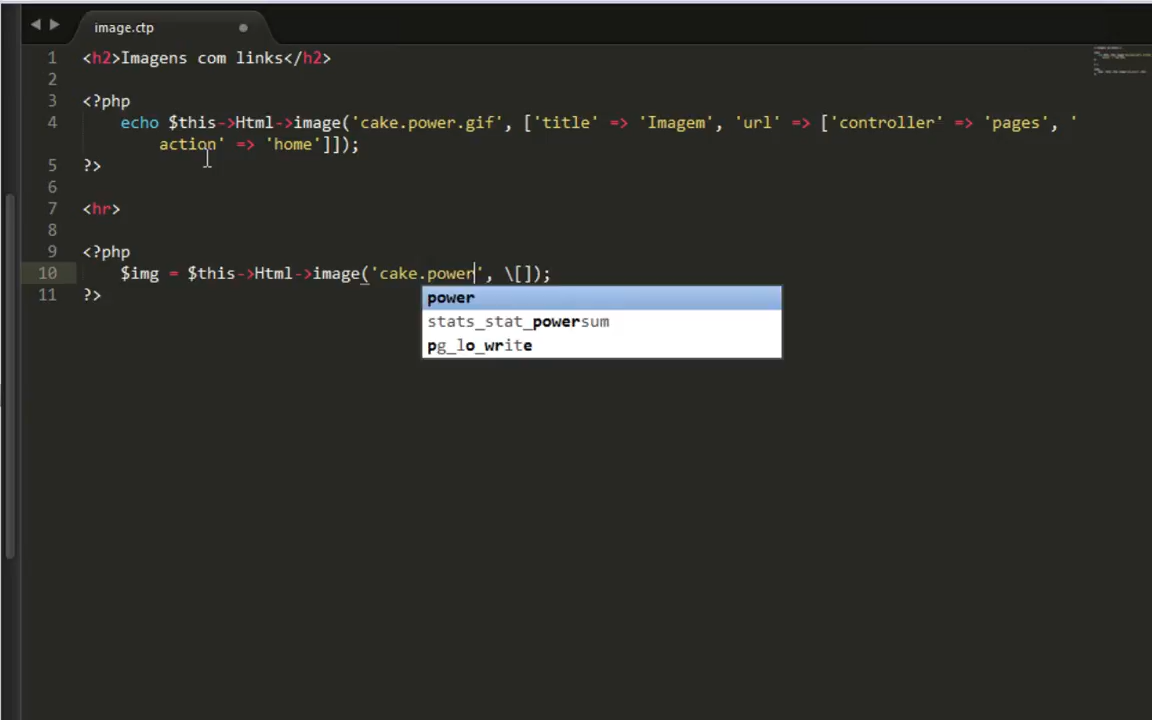 image.ctp
1 <h2>Imagens com links</h2>
2
3 <?php
4 echo $this->Html->image('cake.power.gif', ['title' => 'Imagem', 'url' => ['controller' => 'pages', '
action' => 'home']]);
5 ?>
6
7 <hr>
8
9 <?php
10 $img = $this->Html->image('cake.power', \[]);
11 ?>
power
stats_stat_powersum
pg_lo_write